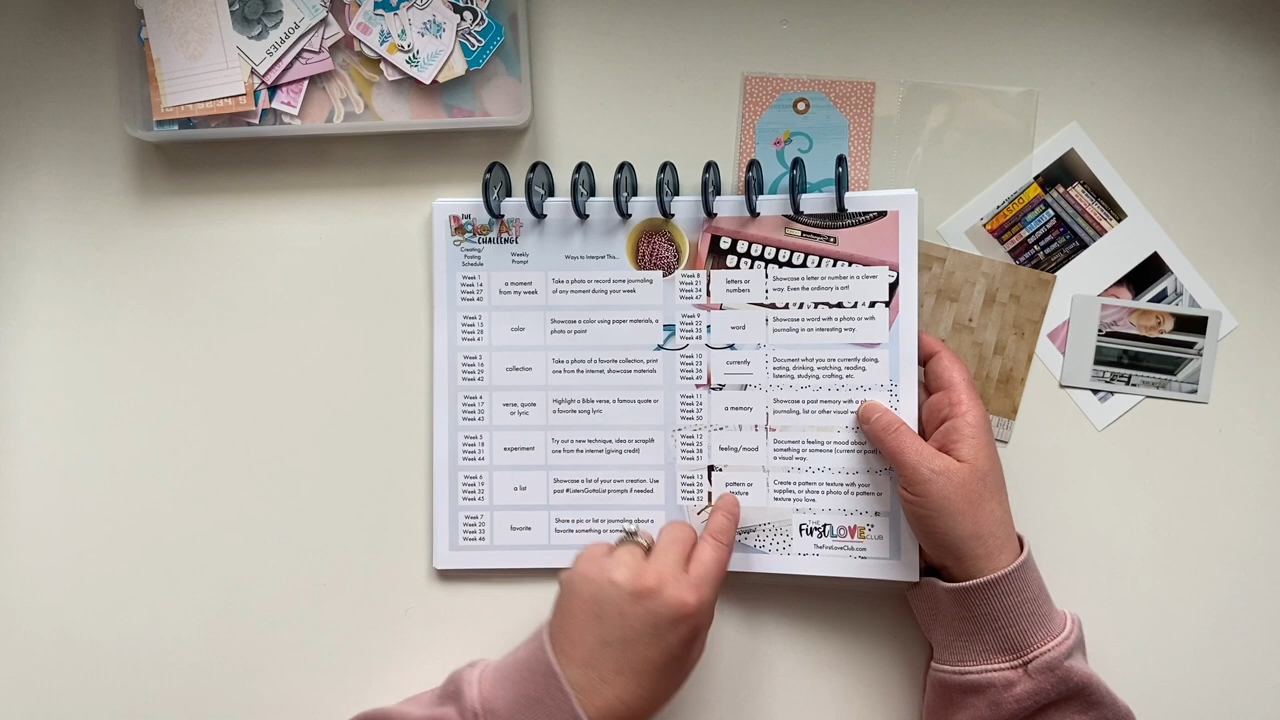 POPPIES
THE
Pocket Art
CHALLENGE
Creating/
Posting
Schedule
Weekly
Prompt
Ways to Interpret This...
Week 1
Week 14
Week 27
Week 40
a moment
from my week
Take a photo or record some journaling
of any moment during your week
Week 2
Week 15
Week 28
Week 41
color
Showcase a color using paper materials, a
photo or paint
Week 3
Week 16
Week 29
Week 42
collection
Take a photo of a favorite collection, print
one from the internet, showcase materials
Week 4
Week 17
Week 30
Week 43
verse, quote
or lyric
Highlight a Bible verse, a famous quote or
a favorite song lyric
Week 5
Week 18
Week 31
Week 44
experiment
Try out a new technique, idea or scraplift
one from the internet (giving credit)
Week 6
Week 19
Week 32
Week 45
a list
Showcase a list of your own creation. Use
past #ListersGottaList prompts if needed.
Week 7
Week 20
Week 33
Week 46
favorite
Share a pic or list or journaling about a
favorite something or
Week 8
Week 21
Week 34
Week 47
letters or
numbers
Showcase a letter or number in a clever
way. Even the ordinary is art!
Week 9
Week 22
Week 35
Week 48
word
Showcase a word with a photo or with
journaling in an interesting way.
Week 10
Week 23
Week 36
Week 49
currently
Document what you are currently doing,
eating, drinking, watching, reading,
listening, studying, crafting, etc.
Week 11
Week 24
Week 37
Week 50
a memory
Showcase a past memory with a
journaling, list or other visual
Week 12
Week 25
Week 38
Week 51
feeling/mood
Document a feeling or mood about
something or someone (current or past)
a visual way.
Week 13
Week 26
Week 39
Week 52
pattern or
texture
Create a pattern or texture with your
supplies, or share a photo of a pattern or
texture you love.
THE
FirstLOVE CLUB
TheFirstLoveClub.com
DUST